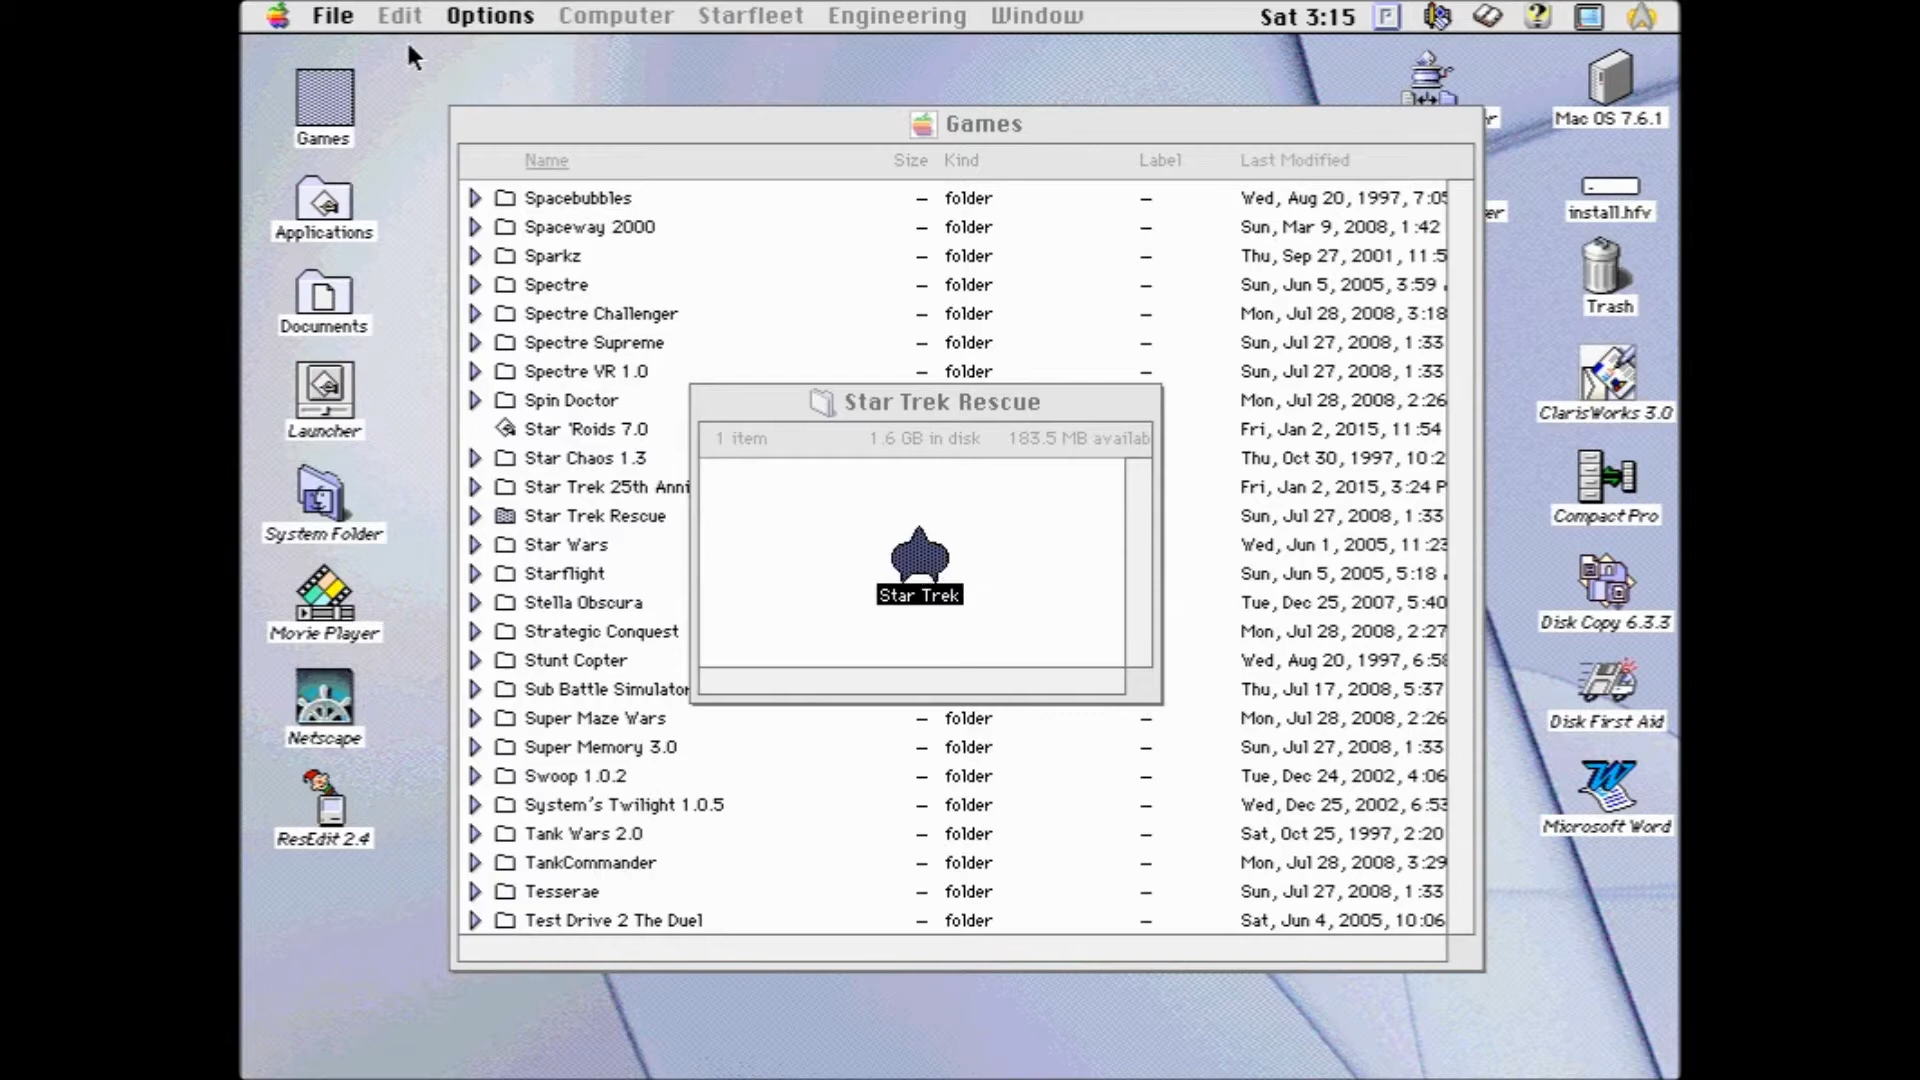 File Edit Options Computer Starfleet Engineering Window Sat 3:15
Games
Applications
Documents
Launcher
System Folder
Movie Player
Netscape
ResEdit 2.4
Games
Name Size Kind Label Last Modified
Spacebubbles – folder – Wed, Aug 20, 1997, 7:05
Spaceway 2000 – folder – Sun, Mar 9, 2008, 1:42
Sparkz – folder – Thu, Sep 27, 2001, 11:5
Spectre – folder – Sun, Jun 5, 2005, 3:59
Spectre Challenger – folder – Mon, Jul 28, 2008, 3:18
Spectre Supreme – folder – Sun, Jul 27, 2008, 1:33
Spectre VR 1.0 – folder – Sun, Jul 27, 2008, 1:33
Spin Doctor Mon, Jul 28, 2008, 2:26
Star 'Roids 7.0 Fri, Jan 2, 2015, 11:54
Star Chaos 1.3 Thu, Oct 30, 1997, 10:2
Star Trek 25th Anni Fri, Jan 2, 2015, 3:24 P
Star Trek Rescue Sun, Jul 27, 2008, 1:33
Star Wars Wed, Jun 1, 2005, 11:23
Starflight Sun, Jun 5, 2005, 5:18
Stella Obscura Tue, Dec 25, 2007, 5:40
Strategic Conquest Mon, Jul 28, 2008, 2:27
Stunt Copter Wed, Aug 20, 1997, 6:58
Sub Battle Simulator Thu, Jul 17, 2008, 5:37
Super Maze Wars – folder – Mon, Jul 28, 2008, 2:26
Super Memory 3.0 – folder – Sun, Jul 27, 2008, 1:33
Swoop 1.0.2 – folder – Tue, Dec 24, 2002, 4:06
System's Twilight 1.0.5 – folder – Wed, Dec 25, 2002, 6:53
Tank Wars 2.0 – folder – Sat, Oct 25, 1997, 2:20
TankCommander – folder – Mon, Jul 28, 2008, 3:29
Tesserae – folder – Sun, Jul 27, 2008, 1:33
Test Drive 2 The Duel – folder – Sat, Jun 4, 2005, 10:06
Star Trek Rescue
1 item 1.6 GB in disk 183.5 MB availab
Star Trek
Mac OS 7.6.1
install.hfv
Trash
ClarisWorks 3.0
Compact Pro
Disk Copy 6.3.3
Disk First Aid
Microsoft Word